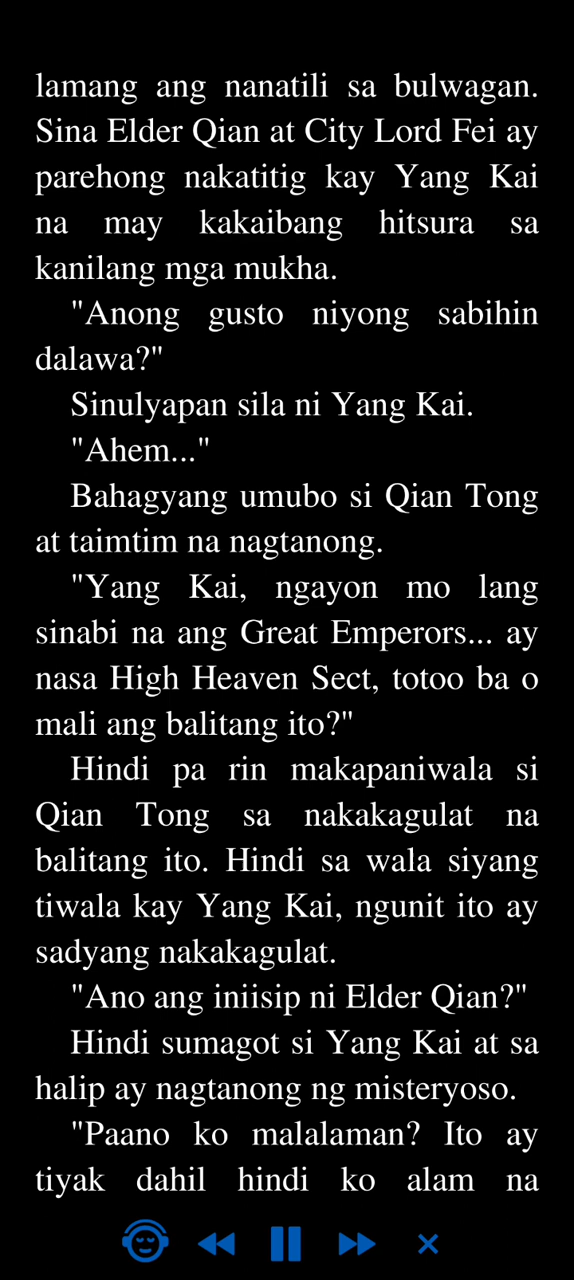 lamang ang nanatili sa bulwagan.
Sina Elder Qian at City Lord Fei ay
parehong nakatitig kay Yang Kai
na may kakaibang hitsura sa
kanilang mga mukha.
"Anong gusto niyong sabihin
dalawa?"
Sinulyapan sila ni Yang Kai.
"Ahem..."
Bahagyang umubo si Qian Tong
at taimtim na nagtanong.
"Yang Kai, ngayon mo lang
sinabi na ang Great Emperors... ay
nasa High Heaven Sect, totoo ba o
mali ang balitang ito?"
Hindi pa rin makapaniwala si
Qian Tong sa nakakagulat na
balitang ito. Hindi sa wala siyang
tiwala kay Yang Kai, ngunit ito ay
sadyang nakakagulat.
"Ano ang iniisip ni Elder Qian?"
Hindi sumagot si Yang Kai at sa
halip ay nagtanong ng misteryoso.
"Paano ko malalaman? Ito ay
tiyak dahil hindi ko alam na